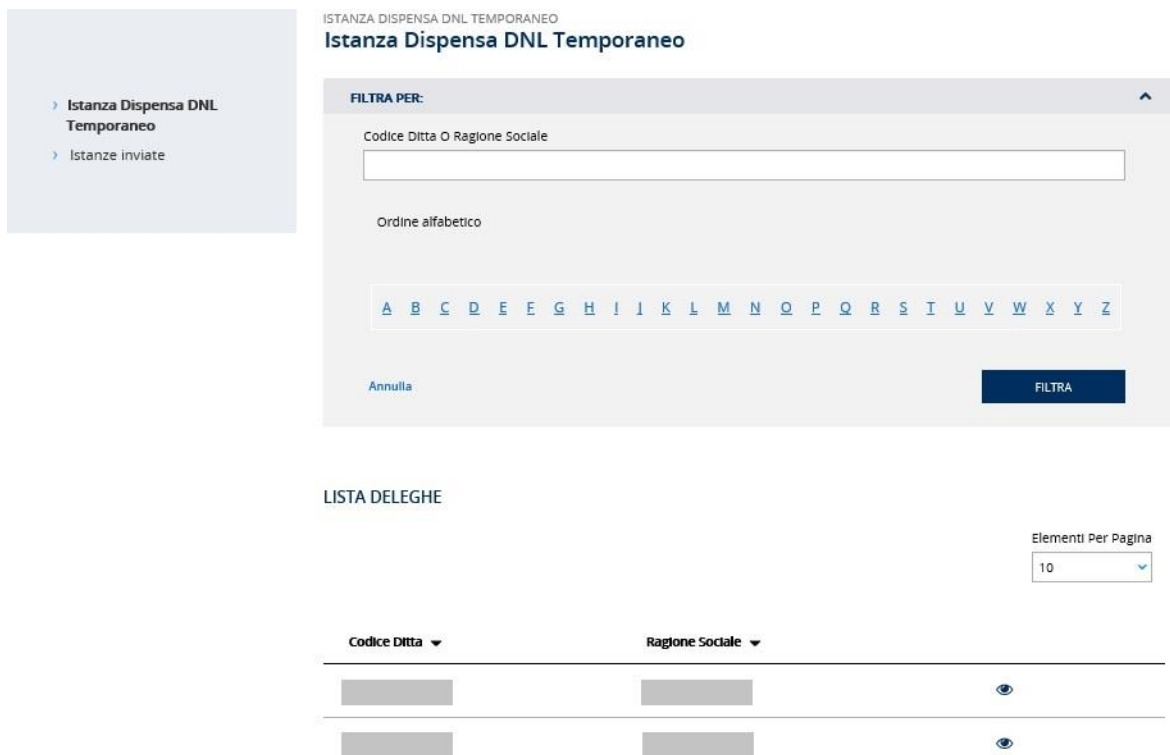 ISTANZA DISPENSA DNL TEMPORANEO
Istanza Dispensa DNL Temporaneo
Istanza Dispensa DNL
Temporaneo
Istanze inviate
FILTRA PER:
Codice Ditta O Ragione Sociale
Ordine alfabetico
A B C D E F G H I J K L M N O P Q R S T U V W X Y Z
Annulla FILTRA
LISTA DELEGHE
Elementi Per Pagina
10
Codice Ditta Ragione Sociale